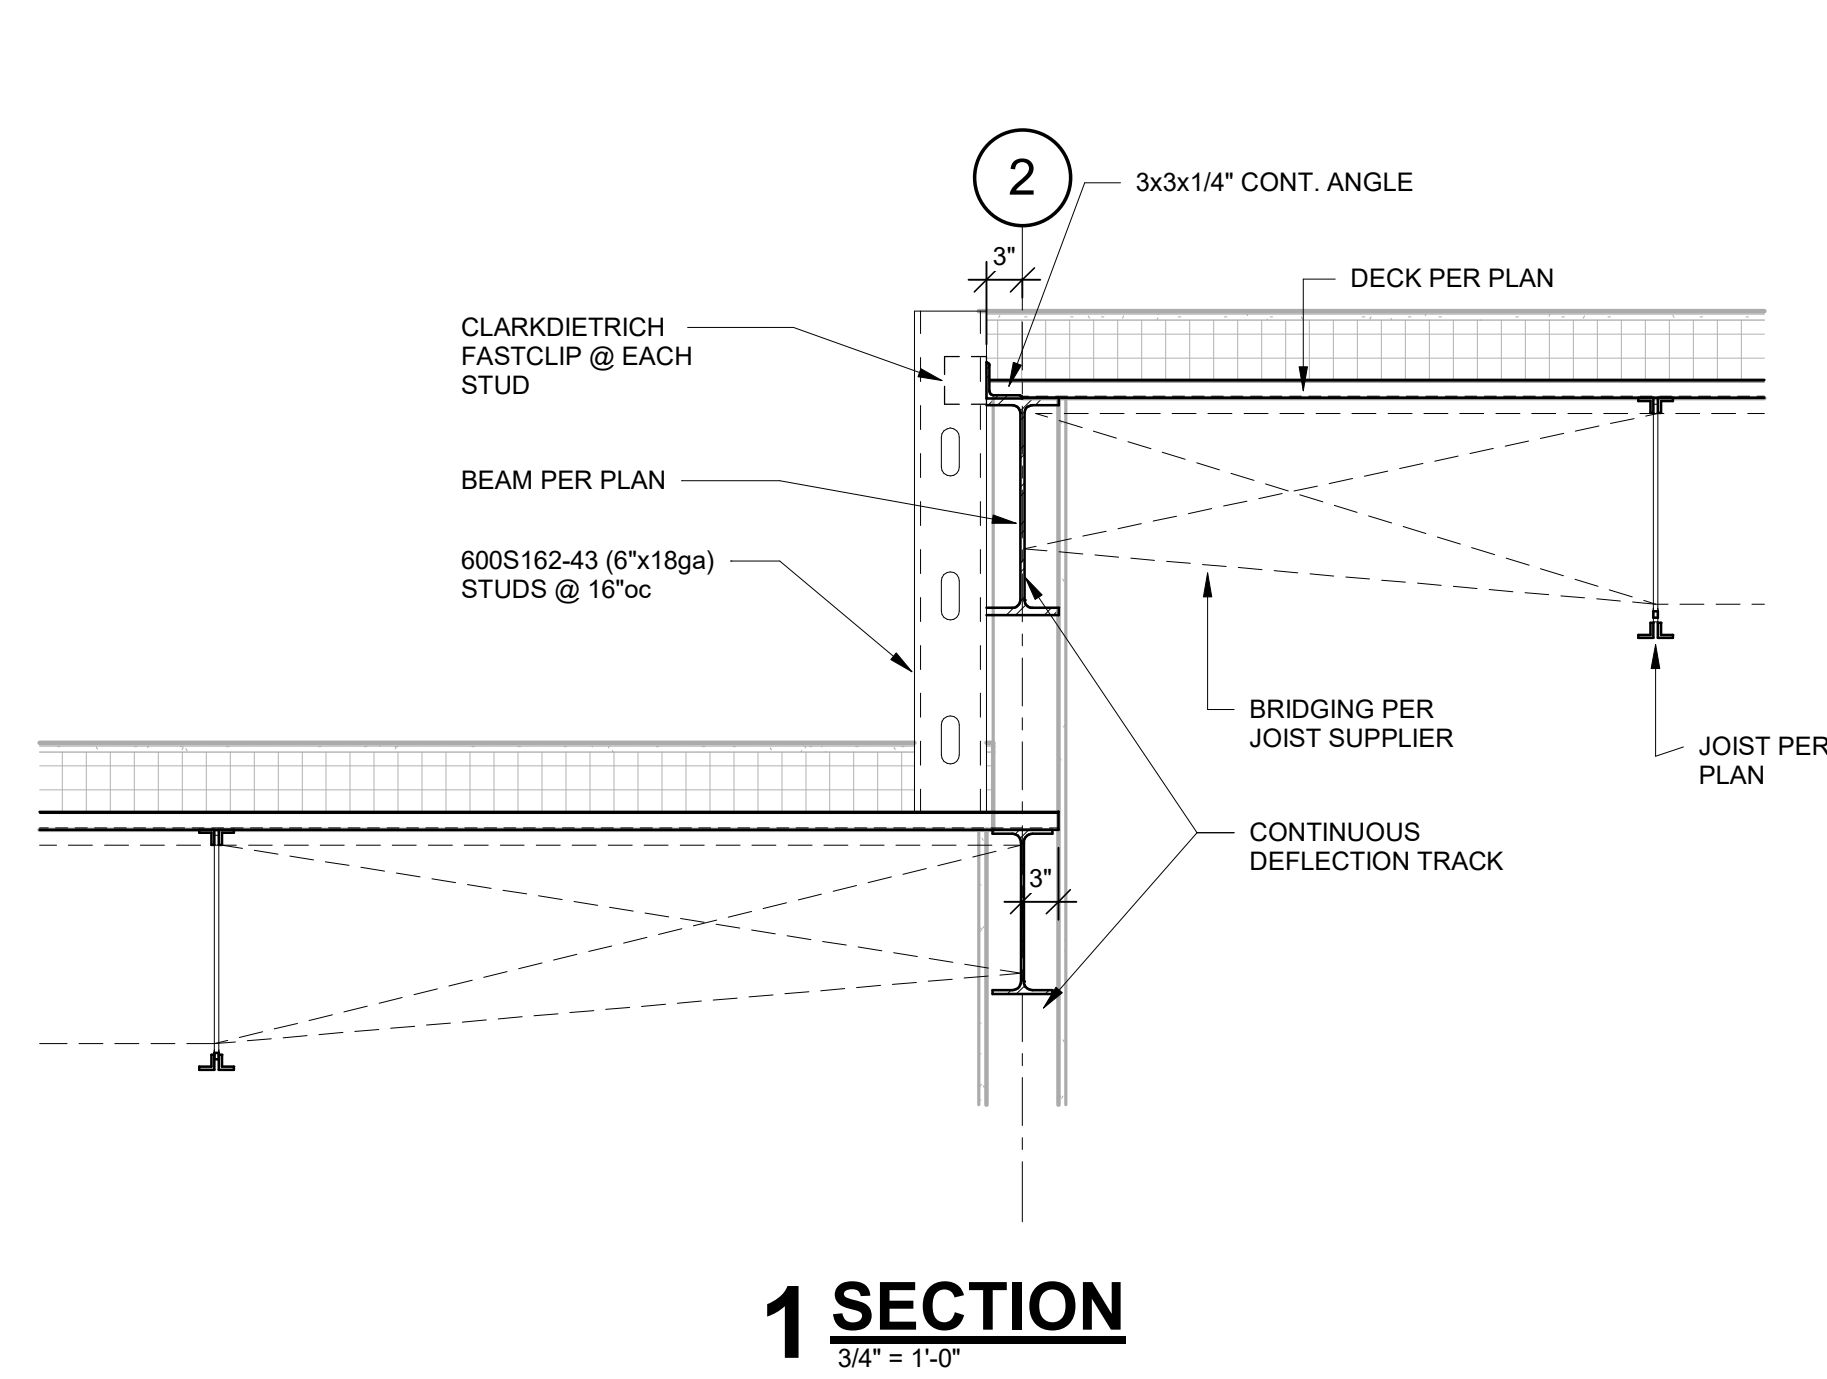 2
3x3x1/4" CONT. ANGLE
3"
DECK PER PLAN
CLARKDIETRICH
FASTCLIP @ EACH
STUD
BEAM PER PLAN
600S162-43 (6"x18ga)
STUDS @ 16"oc
BRIDGING PER
JOIST SUPPLIER
JOIST PER
PLAN
CONTINUOUS
DEFLECTION TRACK
3"
1 SECTION
3/4" = 1'-0"